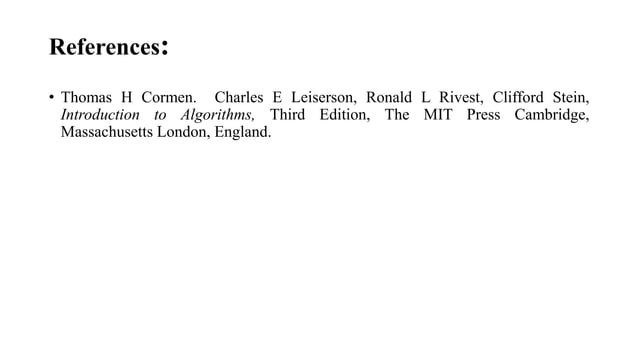 References:
• Thomas H Cormen. Charles E Leiserson, Ronald L Rivest, Clifford Stein,
Introduction to Algorithms, Third Edition, The MIT Press Cambridge,
Massachusetts London, England.